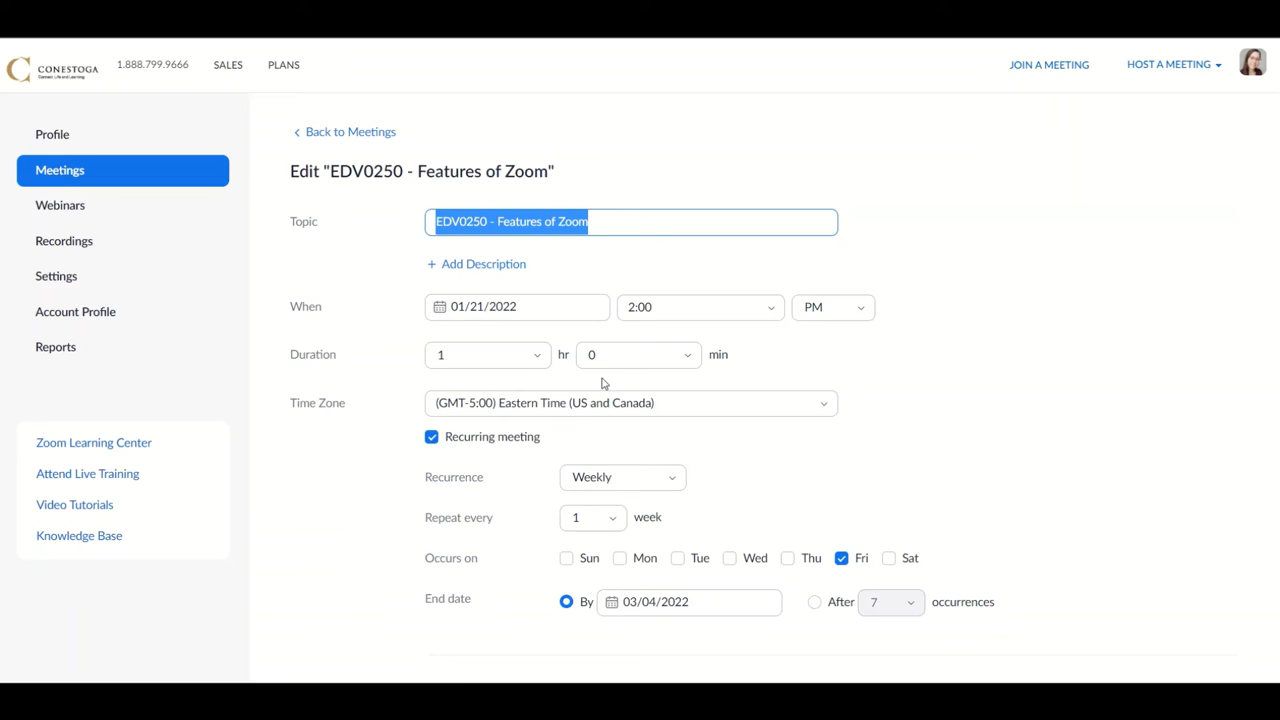 CONESTOGA
Connect Life and Learning
1.888.799.9666
SALES
PLANS
JOIN A MEETING
HOST A MEETING
Profile
Meetings
Webinars
Recordings
Settings
Account Profile
Reports
Zoom Learning Center
Attend Live Training
Video Tutorials
Knowledge Base
Back to Meetings
Edit "EDV0250 - Features of Zoom"
Topic EDV0250 - Features of Zoom
+ Add Description
When 01/21/2022 2:00 PM
Duration 1 hr 0 min
Time Zone (GMT-5:00) Eastern Time (US and Canada)
Recurring meeting
Recurrence Weekly
Repeat every 1 week
Occurs on Sun Mon Tue Wed Thu Fri Sat
End date By 03/04/2022 After 7 occurrences